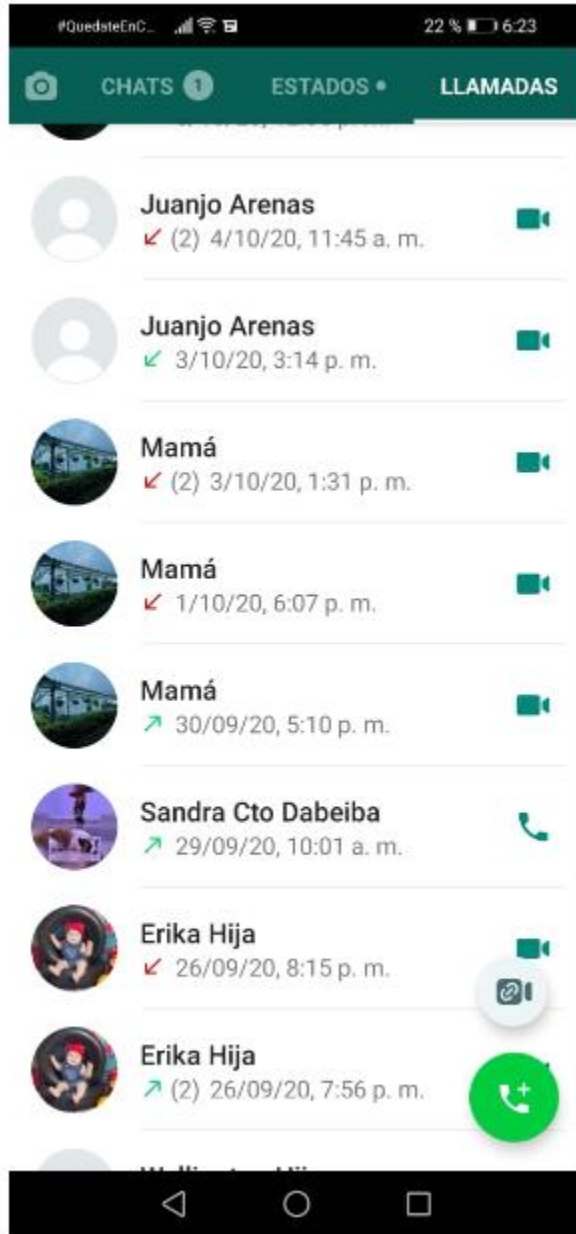 #QuedateEnC... 22 % 6:23
CHATS 1 ESTADOS • LLAMADAS
Juanjo Arenas
(2) 4/10/20, 11:45 a. m.
Juanjo Arenas
3/10/20, 3:14 p. m.
Mamá
(2) 3/10/20, 1:31 p. m.
Mamá
1/10/20, 6:07 p. m.
Mamá
30/09/20, 5:10 p. m.
Sandra Cto Dabeiba
29/09/20, 10:01 a. m.
Erika Hija
26/09/20, 8:15 p. m.
Erika Hija
(2) 26/09/20, 7:56 p. m.